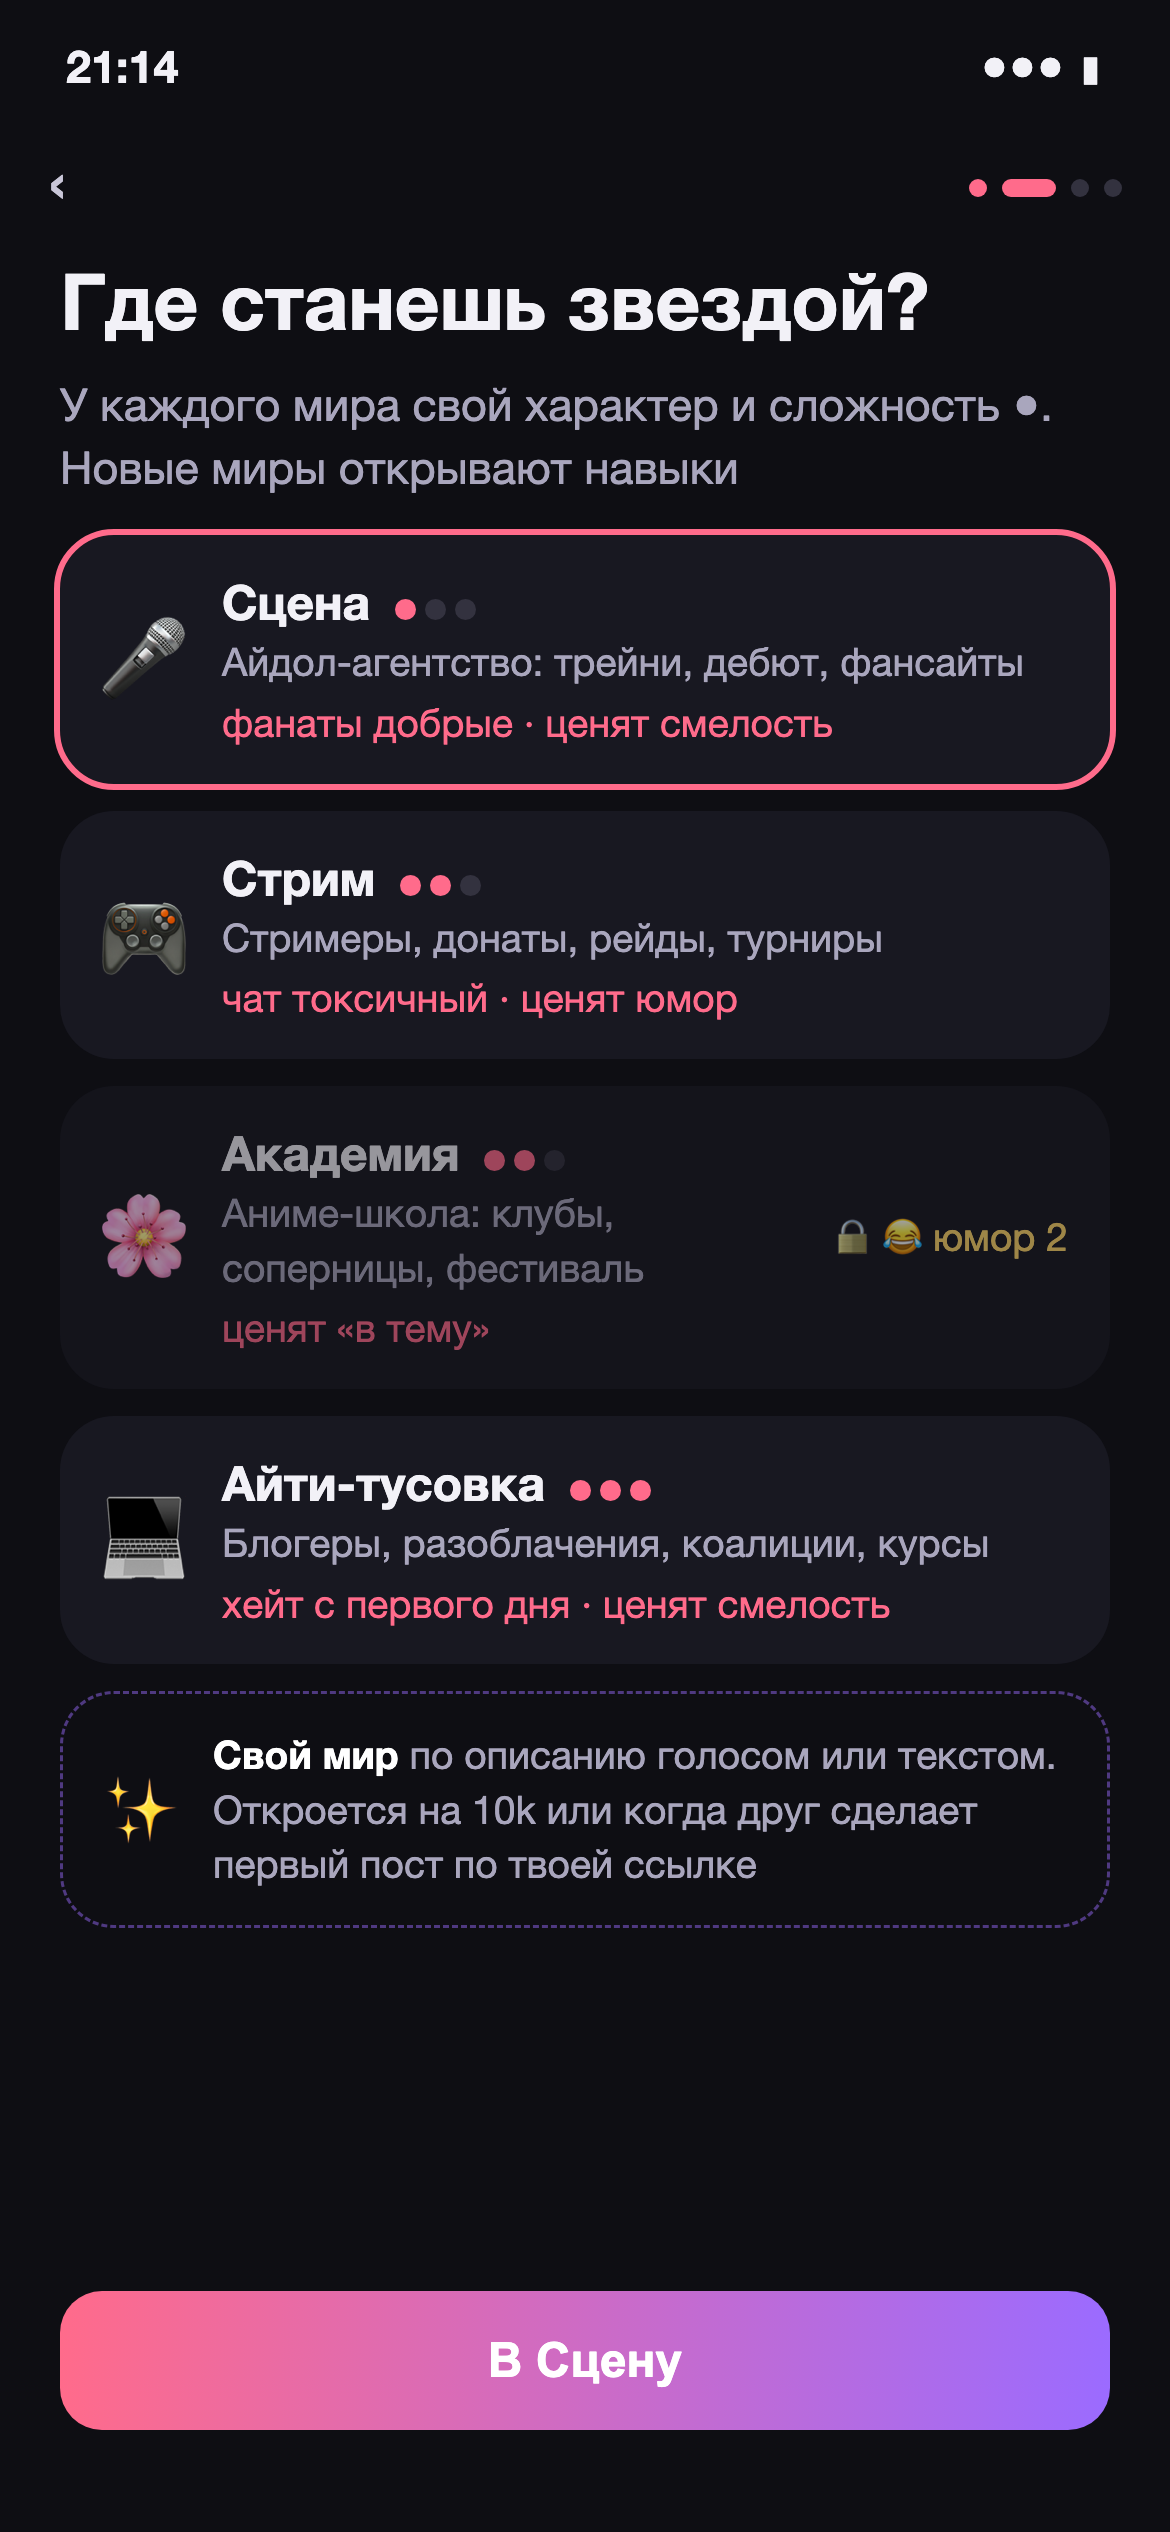 21:14
Где станешь звездой?
У каждого мира свой характер и сложность ●.
Новые миры открывают навыки
Сцена
Айдол-агентство: трейни, дебют, фансайты
фанаты добрые · ценят смелость
Стрим
Стримеры, донаты, рейды, турниры
чат токсичный · ценят юмор
Академия
Аниме-школа: клубы,
соперницы, фестиваль
ценят «в тему»
🔒 😂 юмор 2
Айти-тусовка
Блогеры, разоблачения, коалиции, курсы
хейт с первого дня · ценят смелость
Свой мир по описанию голосом или текстом.
Откроется на 10k или когда друг сделает
первый пост по твоей ссылке
В Сцену